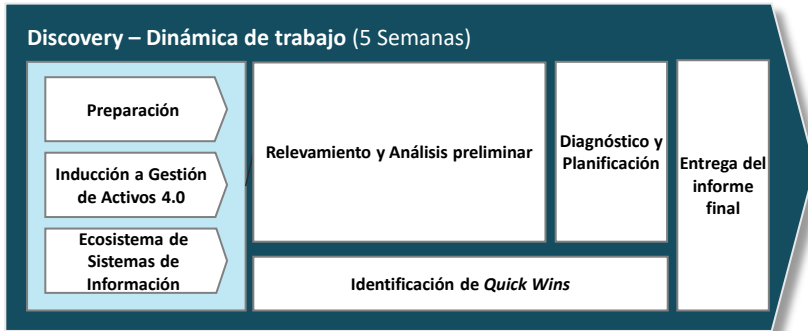 Discovery – Dinámica de trabajo (5 Semanas)
Preparación
Inducción a Gestión
de Activos 4.0
Ecosistema de
Sistemas de
Información
Relevamiento y Análisis preliminar
Diagnóstico y
Planificación
Identificación de Quick Wins
Entrega del
informe
final